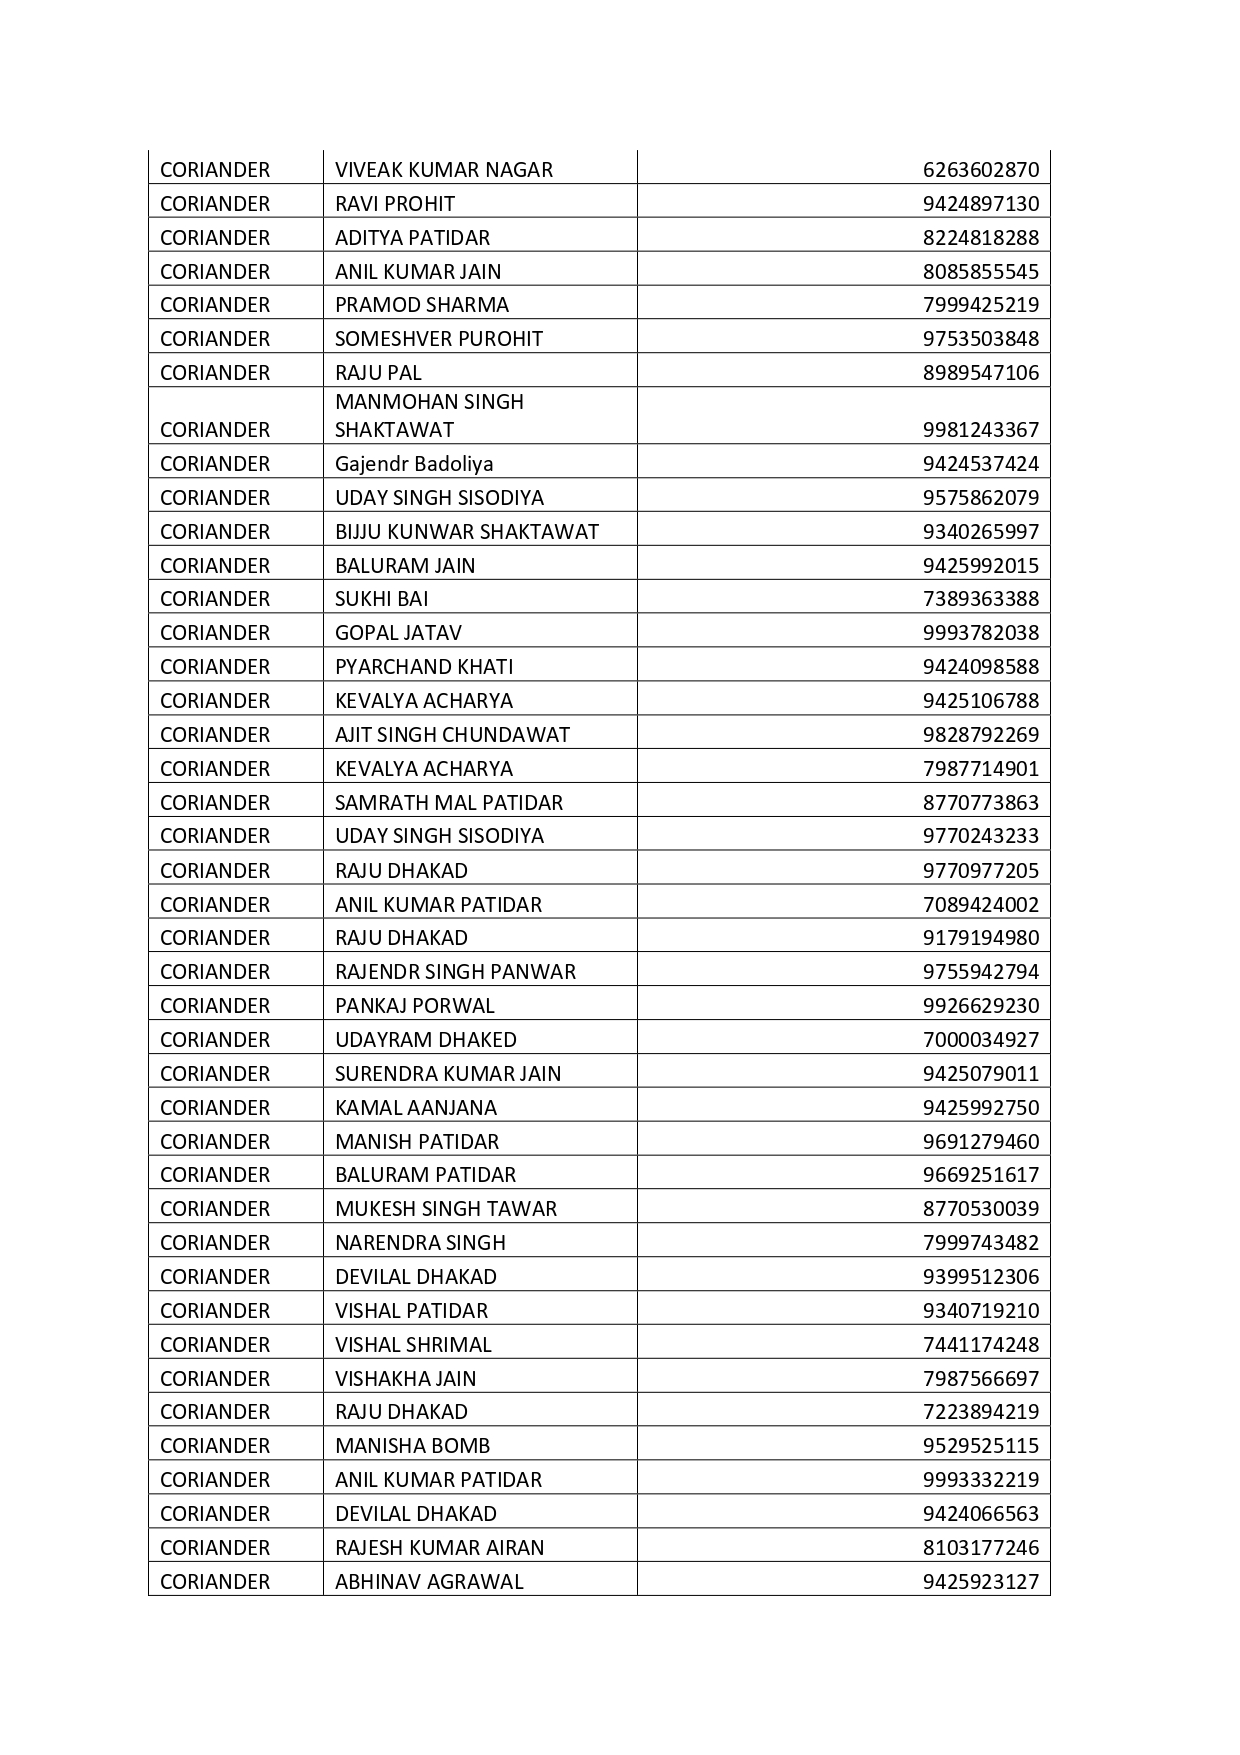 CORIANDER VIVEAK KUMAR NAGAR 6263602870
CORIANDER RAVI PROHIT 9424897130
CORIANDER ADITYA PATIDAR 8224818288
CORIANDER ANIL KUMAR JAIN 8085855545
CORIANDER PRAMOD SHARMA 7999425219
CORIANDER SOMESHVER PUROHIT 9753503848
CORIANDER RAJU PAL 8989547106
MANMOHAN SINGH
CORIANDER SHAKTAWAT 9981243367
CORIANDER Gajendr Badoliya 9424537424
CORIANDER UDAY SINGH SISODIYA 9575862079
CORIANDER BIJJU KUNWAR SHAKTAWAT 9340265997
CORIANDER BALURAM JAIN 9425992015
CORIANDER SUKHI BAI 7389363388
CORIANDER GOPAL JATAV 9993782038
CORIANDER PYARCHAND KHATI 9424098588
CORIANDER KEVALYA ACHARYA 9425106788
CORIANDER AJIT SINGH CHUNDAWAT 9828792269
CORIANDER KEVALYA ACHARYA 7987714901
CORIANDER SAMRATH MAL PATIDAR 8770773863
CORIANDER UDAY SINGH SISODIYA 9770243233
CORIANDER RAJU DHAKAD 9770977205
CORIANDER ANIL KUMAR PATIDAR 7089424002
CORIANDER RAJU DHAKAD 9179194980
CORIANDER RAJENDR SINGH PANWAR 9755942794
CORIANDER PANKAJ PORWAL 9926629230
CORIANDER UDAYRAM DHAKED 7000034927
CORIANDER SURENDRA KUMAR JAIN 9425079011
CORIANDER KAMAL AANJANA 9425992750
CORIANDER MANISH PATIDAR 9691279460
CORIANDER BALURAM PATIDAR 9669251617
CORIANDER MUKESH SINGH TAWAR 8770530039
CORIANDER NARENDRA SINGH 7999743482
CORIANDER DEVILAL DHAKAD 9399512306
CORIANDER VISHAL PATIDAR 9340719210
CORIANDER VISHAL SHRIMAL 7441174248
CORIANDER VISHAKHA JAIN 7987566697
CORIANDER RAJU DHAKAD 7223894219
CORIANDER MANISHA BOMB 9529525115
CORIANDER ANIL KUMAR PATIDAR 9993332219
CORIANDER DEVILAL DHAKAD 9424066563
CORIANDER RAJESH KUMAR AIRAN 8103177246
CORIANDER ABHINAV AGRAWAL 9425923127